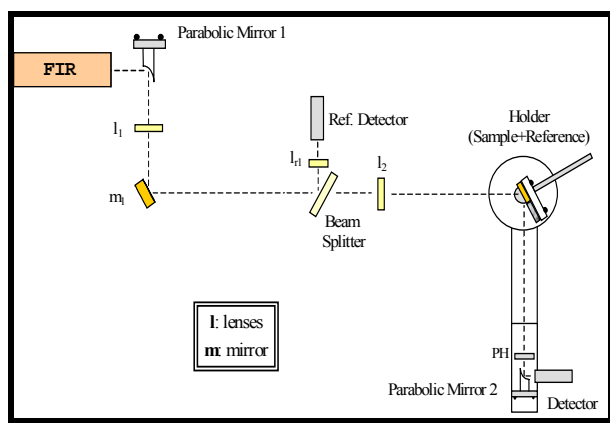 Parabolic Mirror 1
FIR
l₁
Ref. Detector
Holder
(Sample+Reference)
lᵣ₁
l₂
m₁
Beam
Splitter
l: lenses
m: mirror
PH
Parabolic Mirror 2
Detector